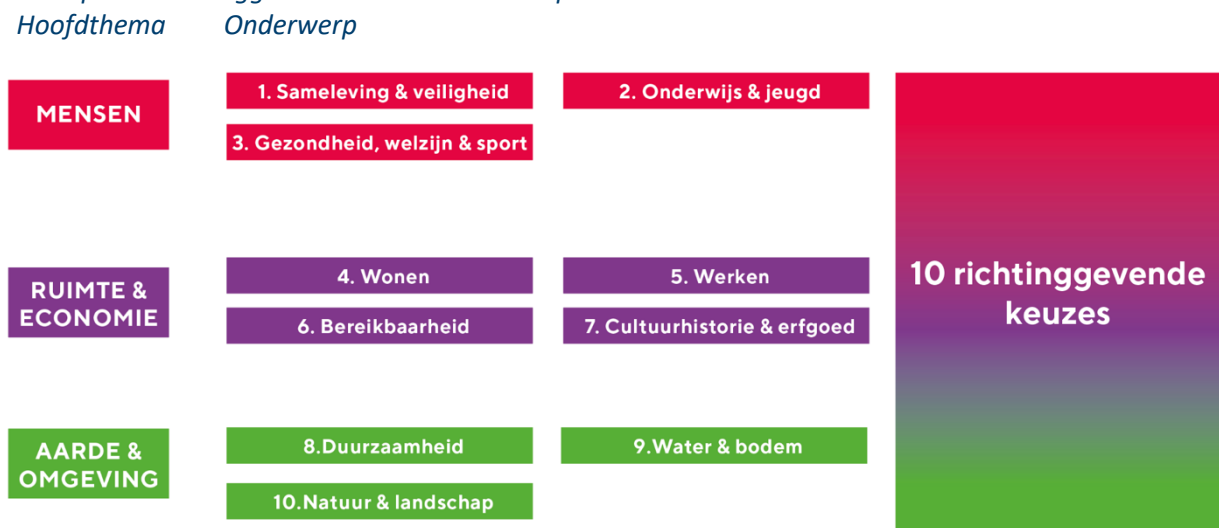 Hoofdthema Onderwerp
MENSEN
1. Sameleving & veiligheid
2. Onderwijs & jeugd
3. Gezondheid, welzijn & sport
RUIMTE &
ECONOMIE
4. Wonen
5. Werken
6. Bereikbaarheid
7. Cultuurhistorie & erfgoed
AARDE &
OMGEVING
8.Duurzaamheid
9.Water & bodem
10.Natuur & landschap
10 richtinggevende
keuzes